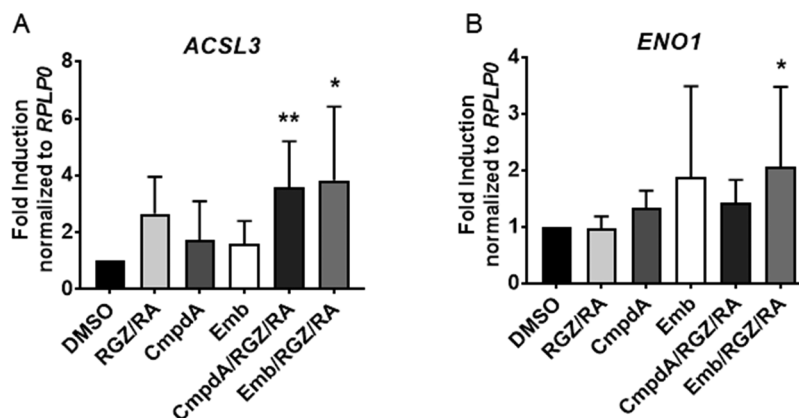 A
ACSL3
Fold Induction
normalized to RPLP0
8
6
4
2
0
**
*
DMSO
RGZ/RA
CmpdA
Emb
CmpdA/RGZ/RA
Emb/RGZ/RA
B
ENO1
Fold Induction
normalized to RPLP0
4
3
2
1
0
*
DMSO
RGZ/RA
CmpdA
Emb
CmpdA/RGZ/RA
Emb/RGZ/RA